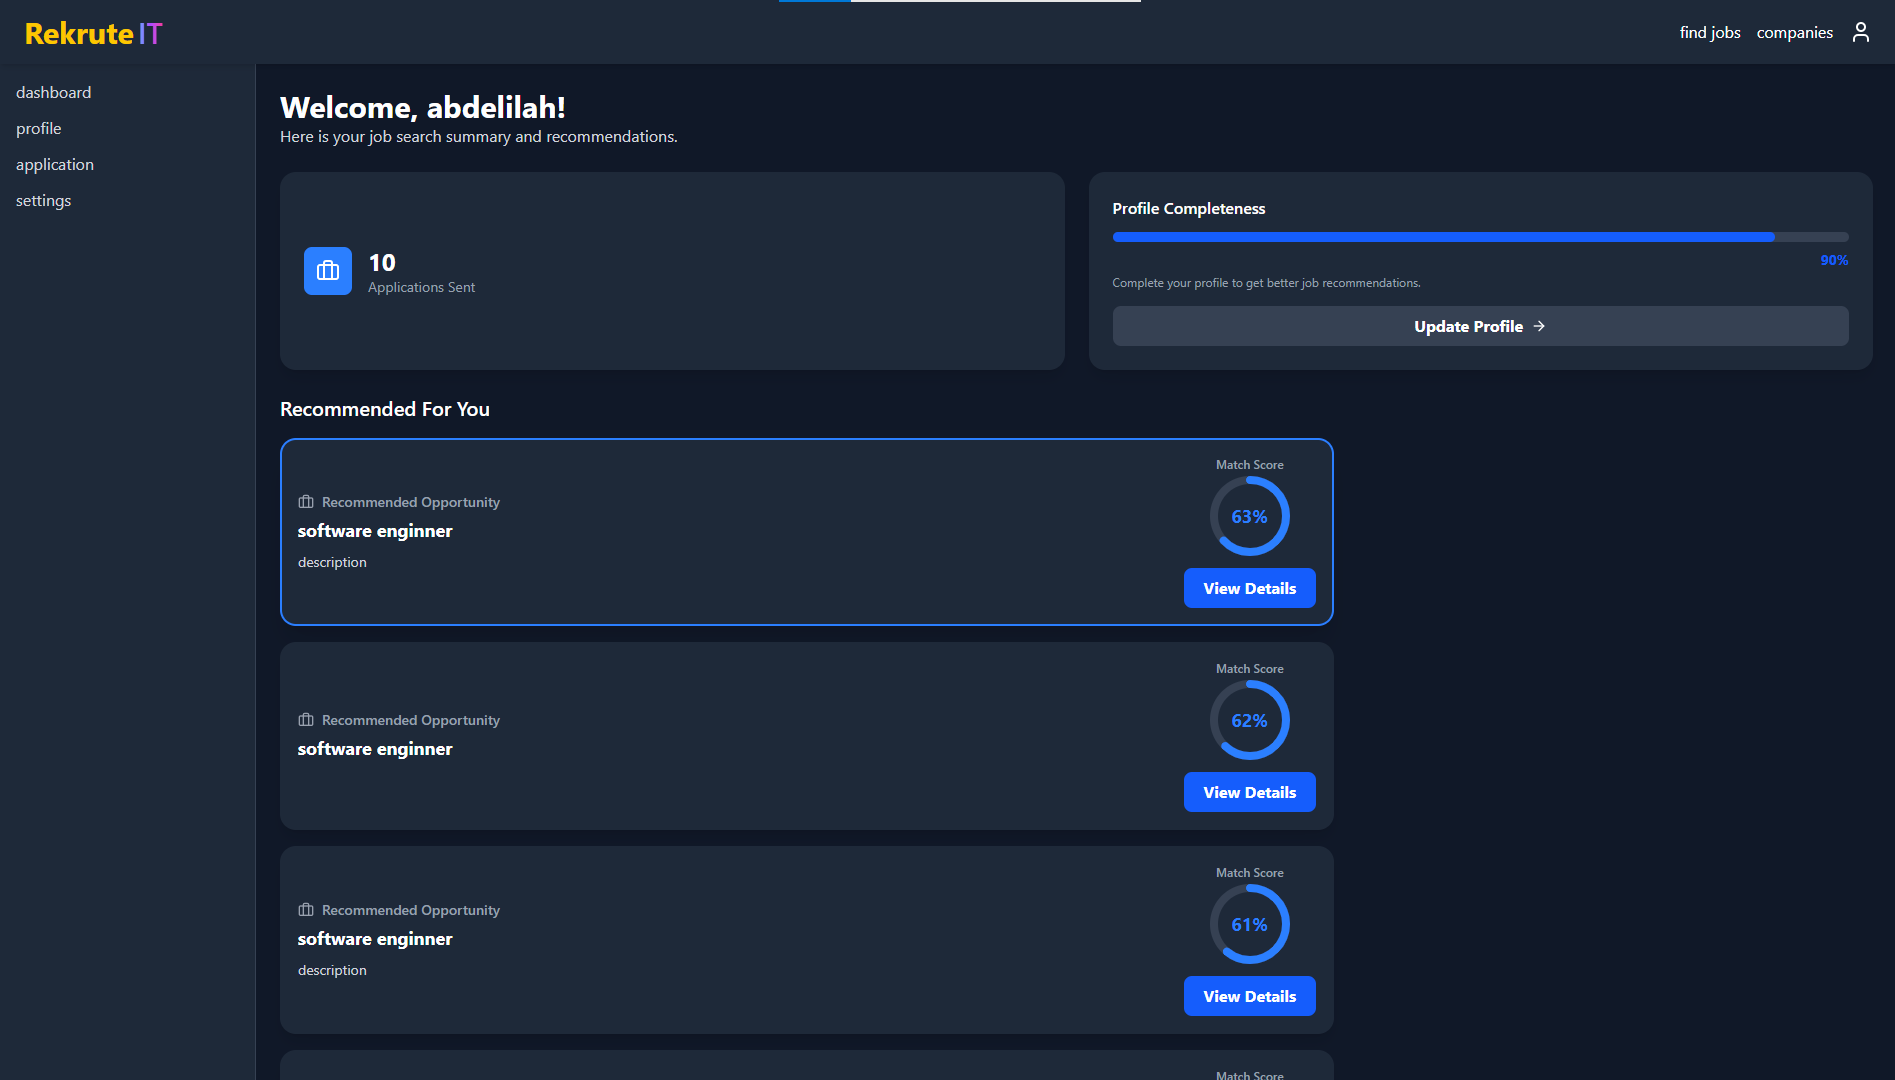 Rekrute IT
find jobs companies
dashboard
profile
application
settings
Welcome, abdelilah!
Here is your job search summary and recommendations.
10
Applications Sent
Profile Completeness
90%
Complete your profile to get better job recommendations.
Update Profile →
Recommended For You
Match Score
Recommended Opportunity
software enginner
description
63%
View Details
Match Score
Recommended Opportunity
software enginner
62%
View Details
Match Score
Recommended Opportunity
software enginner
description
61%
View Details
Match Score